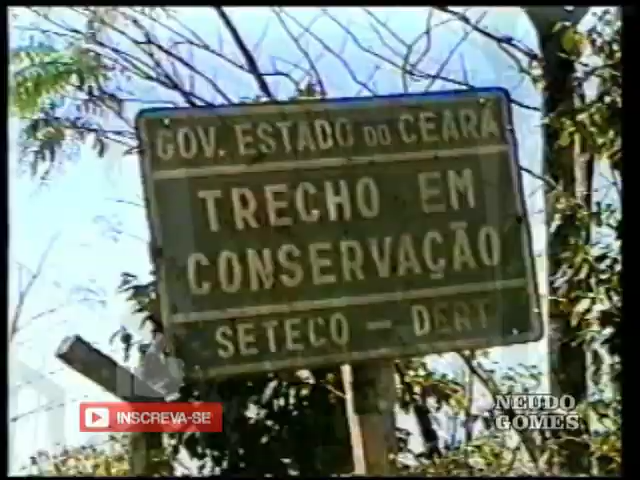 GOV. ESTADO DO CEARÁ
TRECHO EM
CONSERVAÇÃO
SETECO - DERT
INSCREVA-SE
NEUDO
GOMES